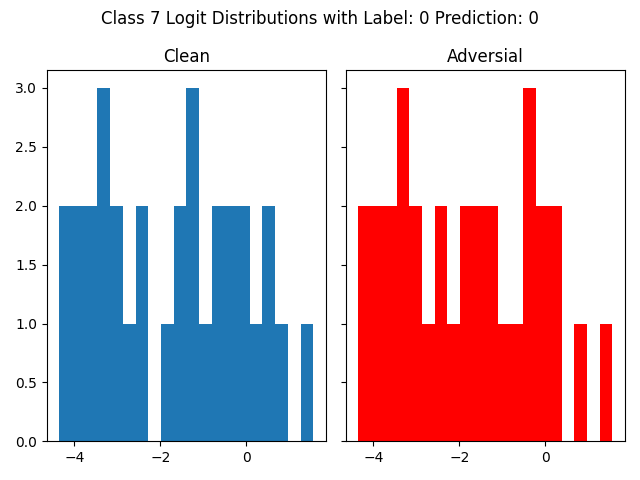 Class 7 Logit Distributions with Label: 0 Prediction: 0
Clean
Adversial
3.0
2.5
2.0
1.5
1.0
0.5
0.0
−4 −2 0
−4 −2 0